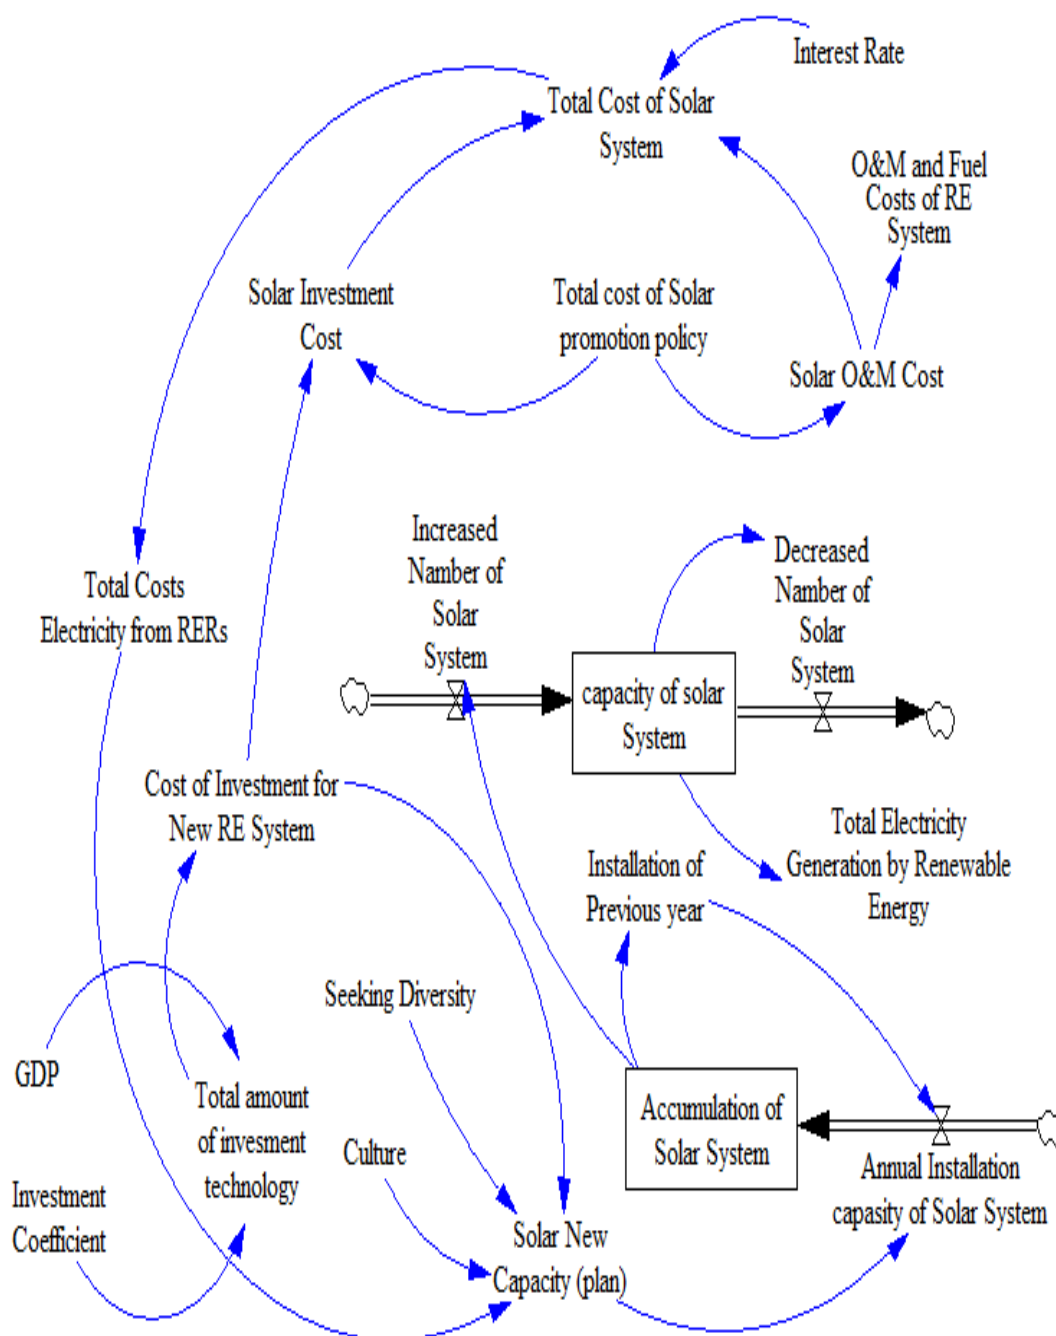 Interest Rate
Total Cost of Solar
System
O&M and Fuel
Costs of RE
System
Solar Investment
Cost
Total cost of Solar
promotion policy
Solar O&M Cost
Increased
Namber of
Solar
System
Decreased
Namber of
Solar
System
Total Costs
Electricity from RERs
capacity of solar
System
Cost of Investment for
New RE System
Total Electricity
Generation by Renewable
Energy
Installation of
Previous year
Seeking Diversity
GDP
Total amount
of invesment
technology
Accumulation of
Solar System
Culture
Annual Installation
capasity of Solar System
Investment
Coefficient
Solar New
Capacity (plan)